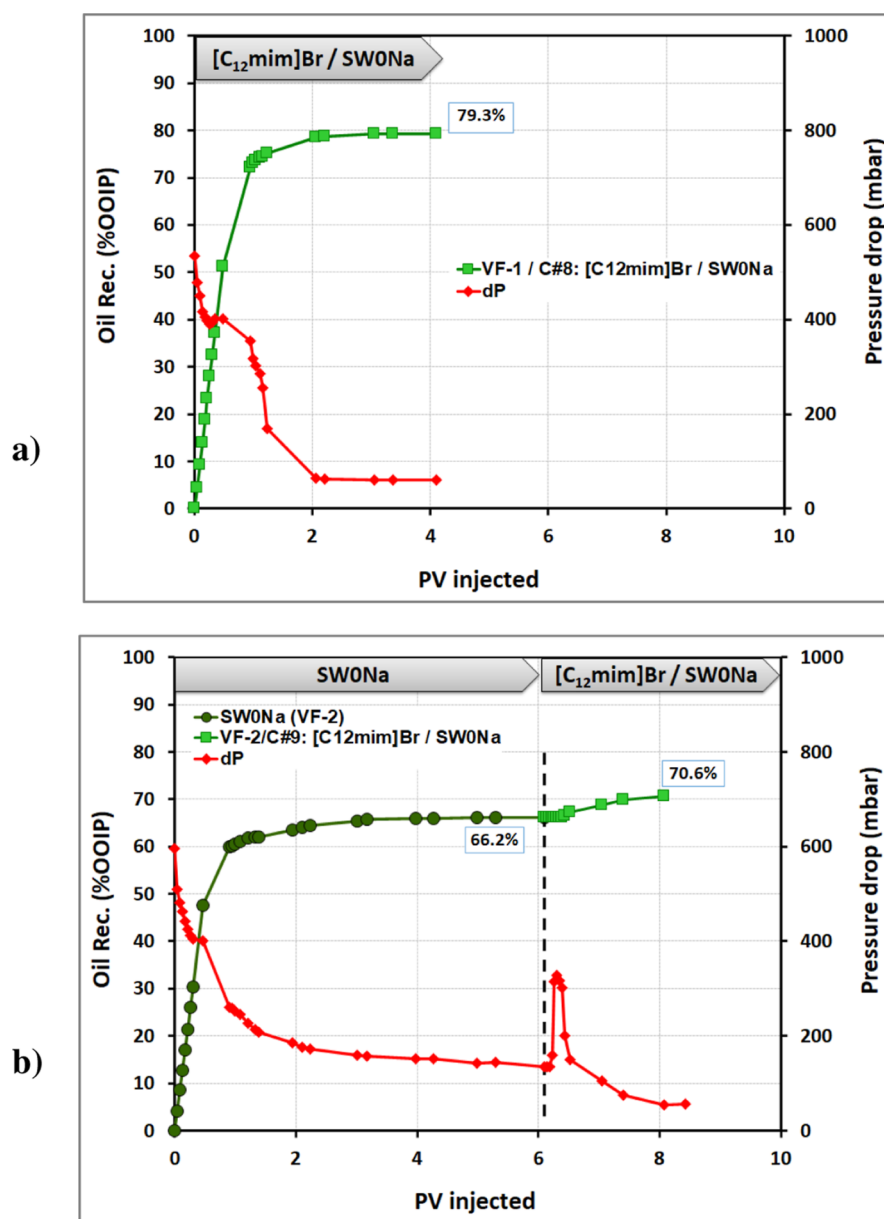 [C₁₂mim]Br / SW0Na
100
90
80
70
60
50
40
30
20
10
0
Oil Rec. (%OOIP)
79.3%
VF-1 / C#8: [C12mim]Br / SW0Na
dP
1000
800
600
400
200
0
Pressure drop (mbar)
0 2 4 6 8 10
PV injected
a)
SW0Na
[C₁₂mim]Br / SW0Na
100
90
80
70
60
50
40
30
20
10
0
Oil Rec. (%OOIP)
SW0Na (VF-2)
VF-2/C#9: [C12mim]Br / SW0Na
dP
70.6%
66.2%
1000
800
600
400
200
0
Pressure drop (mbar)
0 2 4 6 8 10
PV injected
b)